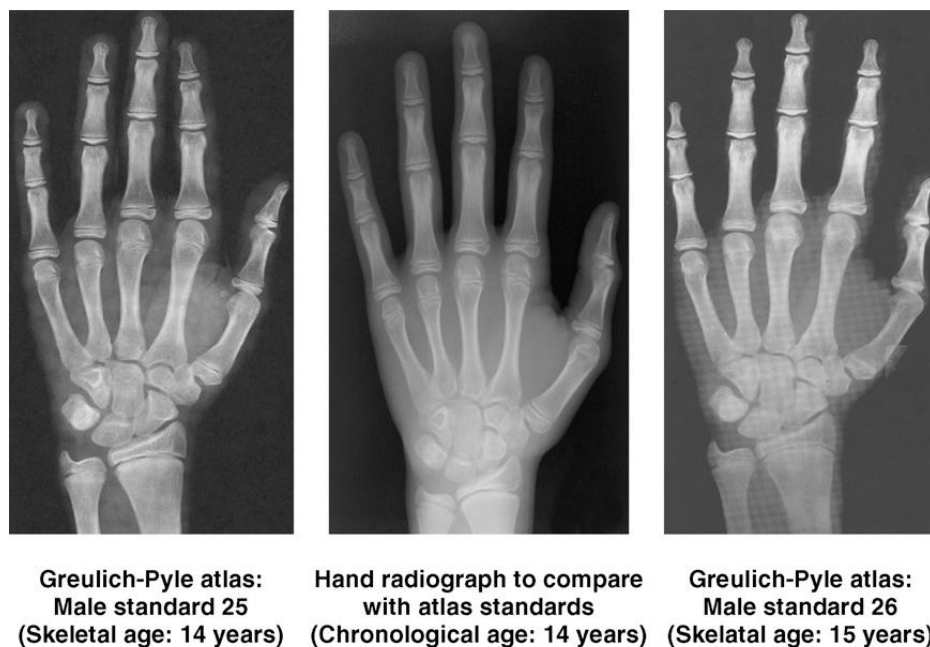 Greulich-Pyle atlas:
Male standard 25
(Skeletal age: 14 years)
Hand radiograph to compare
with atlas standards
(Chronological age: 14 years)
Greulich-Pyle atlas:
Male standard 26
(Skelatal age: 15 years)